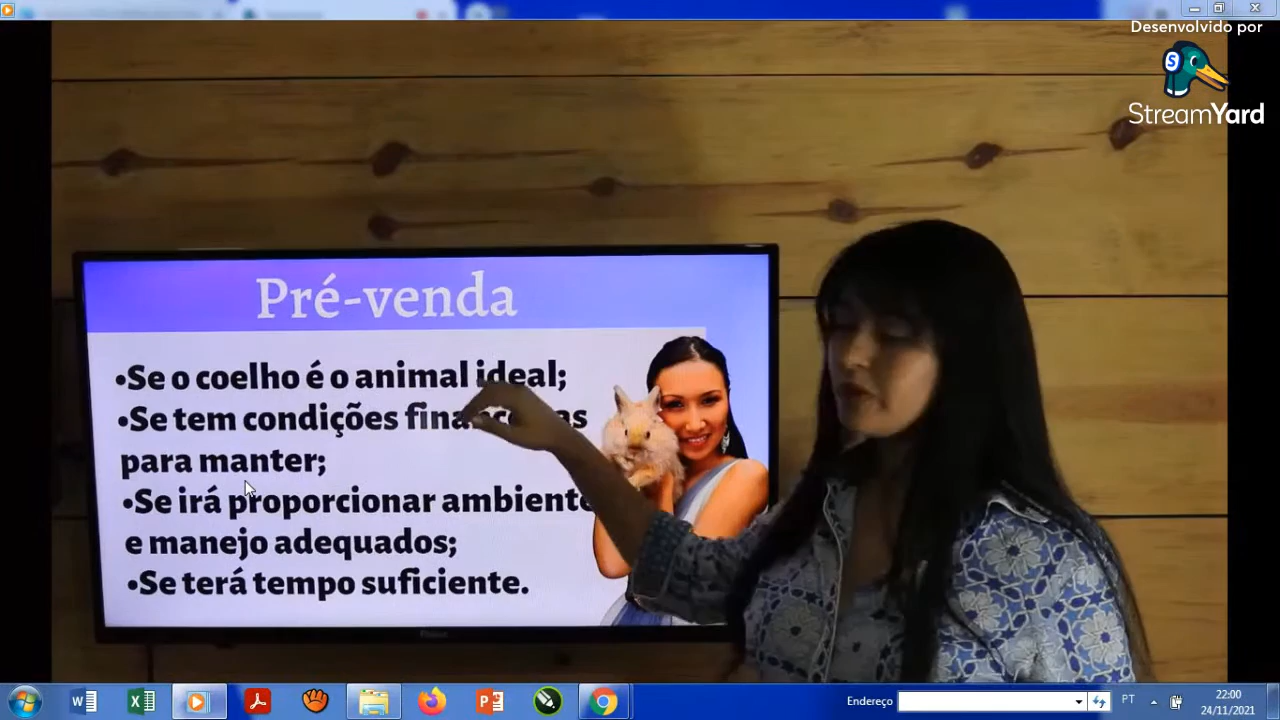 Desenvolvido por
StreamYard
Pré-venda
•Se o coelho é o animal ideal;
•Se tem condições
para manter;
•Se irá proporcionar ambiente
e manejo adequados;
•Se terá tempo suficiente.
Endereço
PT
22:00
24/11/2021